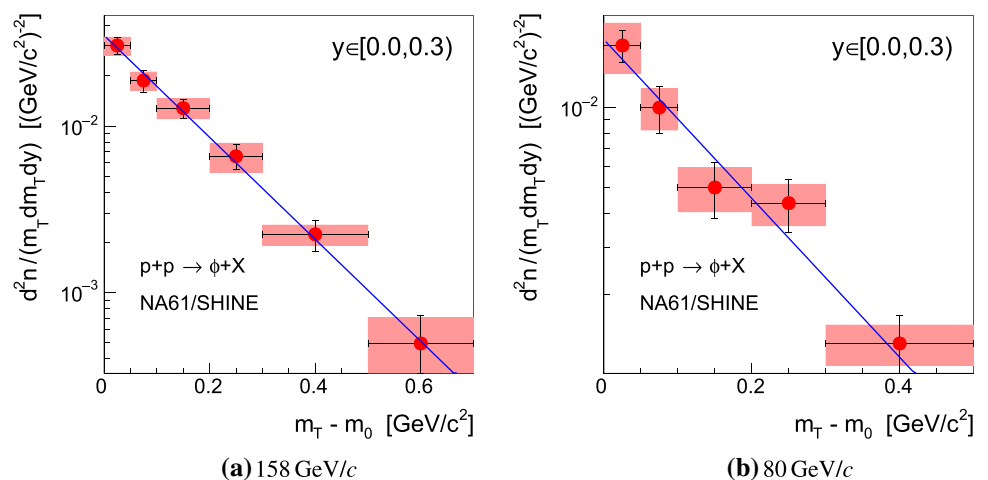 d²n/(m_T dm_T dy) [(GeV/c²)⁻²]
y∈[0.0,0.3)
10⁻²
10⁻³
p+p → ϕ+X
NA61/SHINE
0 0.2 0.4 0.6
m_T - m_0 [GeV/c²]
(a) 158 GeV/c
d²n/(m_T dm_T dy) [(GeV/c²)⁻²]
y∈[0.0,0.3)
10⁻²
p+p → ϕ+X
NA61/SHINE
0 0.2 0.4
m_T - m_0 [GeV/c²]
(b) 80 GeV/c